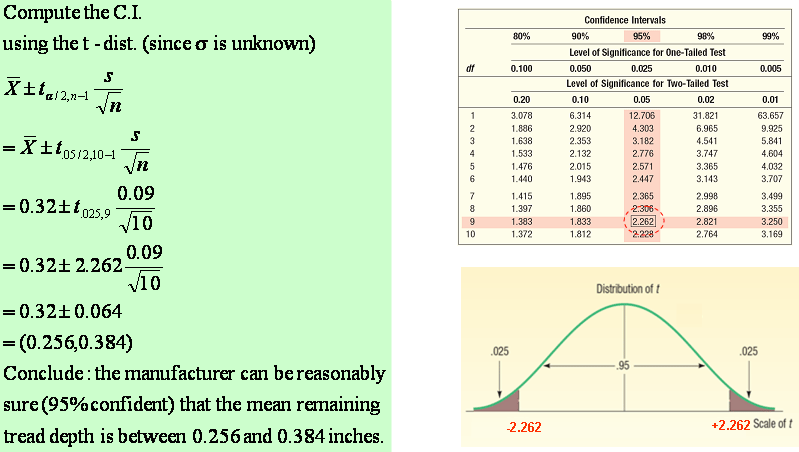 Compute the C.I.
using the t - dist. (since σ is unknown)
X̄ ± t α/2,n−1 s/√n
= X̄ ± t .05/2,10−1 s/√n
= 0.32 ± t .025,9 0.09/√10
= 0.32 ± 2.262 0.09/√10
= 0.32 ± 0.064
= (0.256,0.384)
Conclude : the manufacturer can be reasonably
sure (95% confident) that the mean remaining
tread depth is between 0.256 and 0.384 inches.
Confidence Intervals
80% 90% 95% 98% 99%
Level of Significance for One-Tailed Test
df 0.100 0.050 0.025 0.010 0.005
Level of Significance for Two-Tailed Test
0.20 0.10 0.05 0.02 0.01
1 3.078 6.314 12.706 31.821 63.657
2 1.886 2.920 4.303 6.965 9.925
3 1.638 2.353 3.182 4.541 5.841
4 1.533 2.132 2.776 3.747 4.604
5 1.476 2.015 2.571 3.365 4.032
6 1.440 1.943 2.447 3.143 3.707
7 1.415 1.895 2.365 2.998 3.499
8 1.397 1.860 2.306 2.896 3.355
9 1.383 1.833 2.262 2.821 3.250
10 1.372 1.812 2.228 2.764 3.169
Distribution of t
.025 .95 .025
-2.262 +2.262 Scale of t